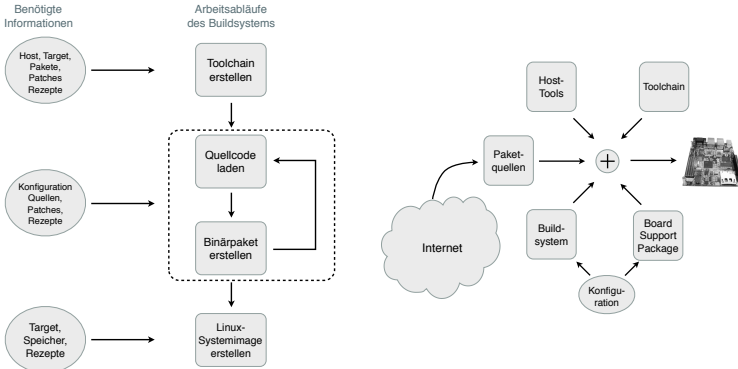 Benötigte
Informationen
Arbeitsabläufe
des Buildsystems
Host, Target,
Pakete,
Patches
Rezepte
Toolchain
erstellen
Konfiguration
Quellen,
Patches,
Rezepte
Quellcode
laden
Binärpaket
erstellen
Target,
Speicher,
Rezepte
Linux-
Systemimage
erstellen
Host-
Tools
Toolchain
Paket-
quellen
+
Internet
Build-
system
Board
Support
Package
Konfigu-
ration